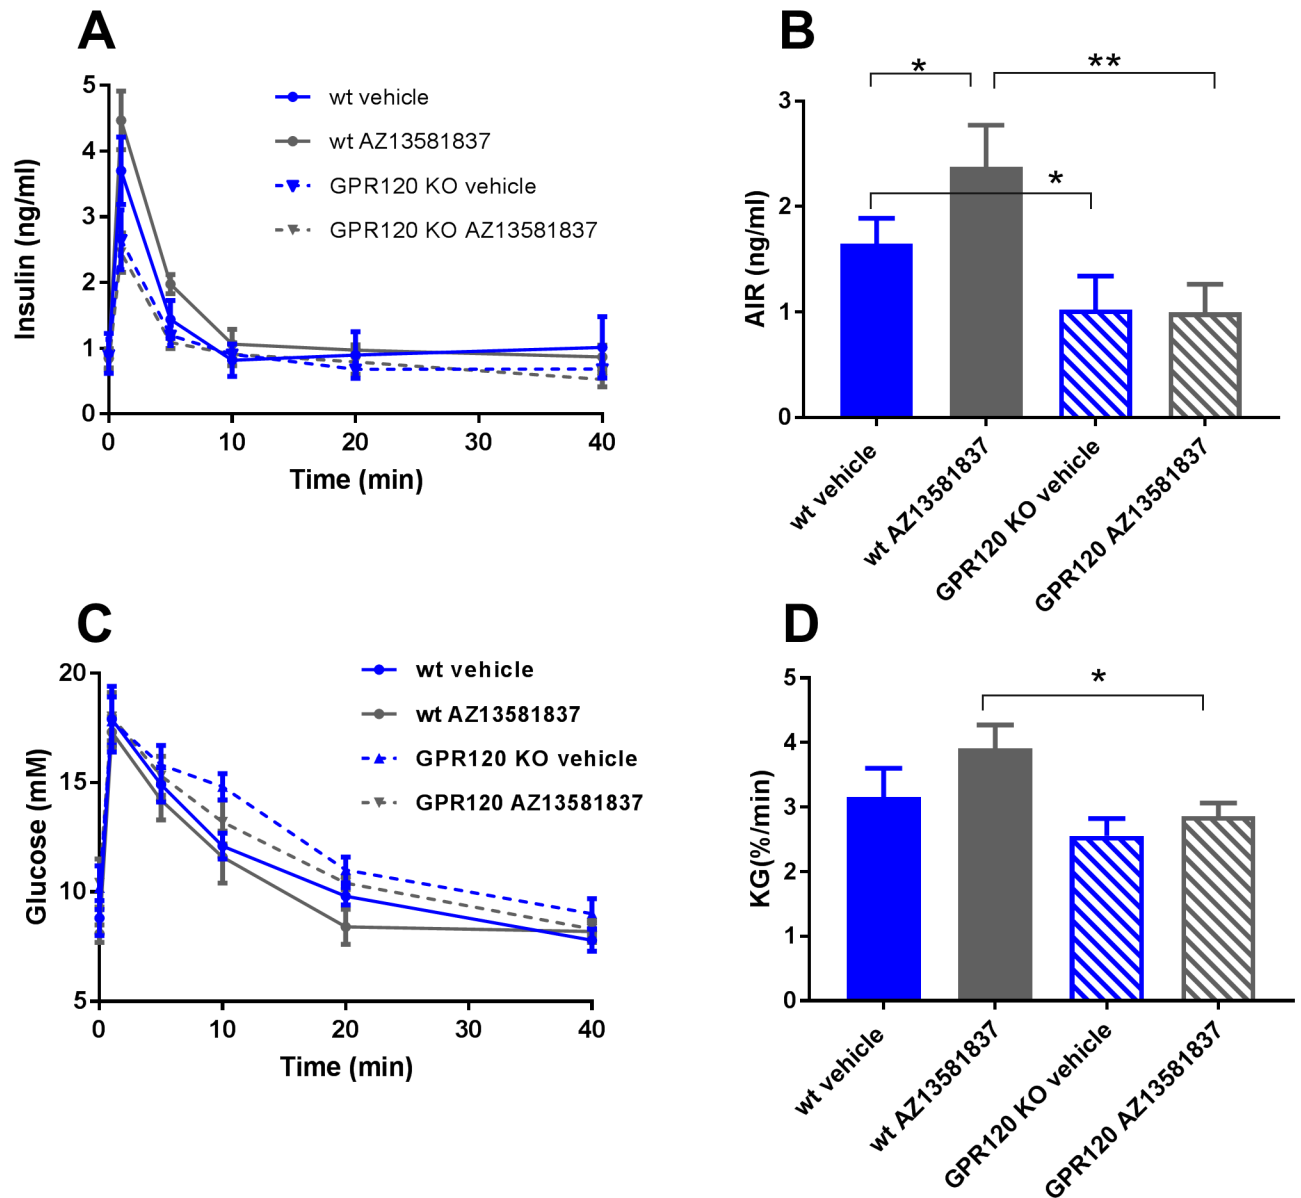 A
5
4
3
2
1
0
Insulin (ng/ml)
wt vehicle
wt AZ13581837
GPR120 KO vehicle
GPR120 KO AZ13581837
0 10 20 30 40
Time (min)
B
* **
*
3
2
1
0
AIR (ng/ml)
wt vehicle
wt AZ13581837
GPR120 KO vehicle
GPR120 AZ13581837
C
20
15
10
5
Glucose (mM)
wt vehicle
wt AZ13581837
GPR120 KO vehicle
GPR120 AZ13581837
0 10 20 30 40
Time (min)
D
*
5
4
3
2
1
0
KG(%/min)
wt vehicle
wt AZ13581837
GPR120 KO vehicle
GPR120 AZ13581837